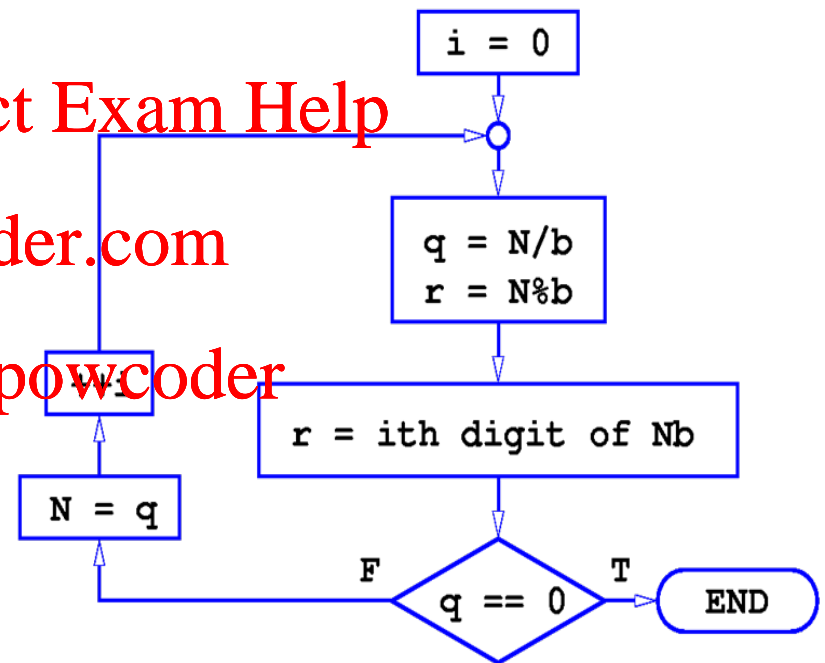 i = 0
ct Exam Help
der.com
q = N/b
r = N%b
powcoder
++i
r = ith digit of Nb
N = q
F
T
q == 0
END